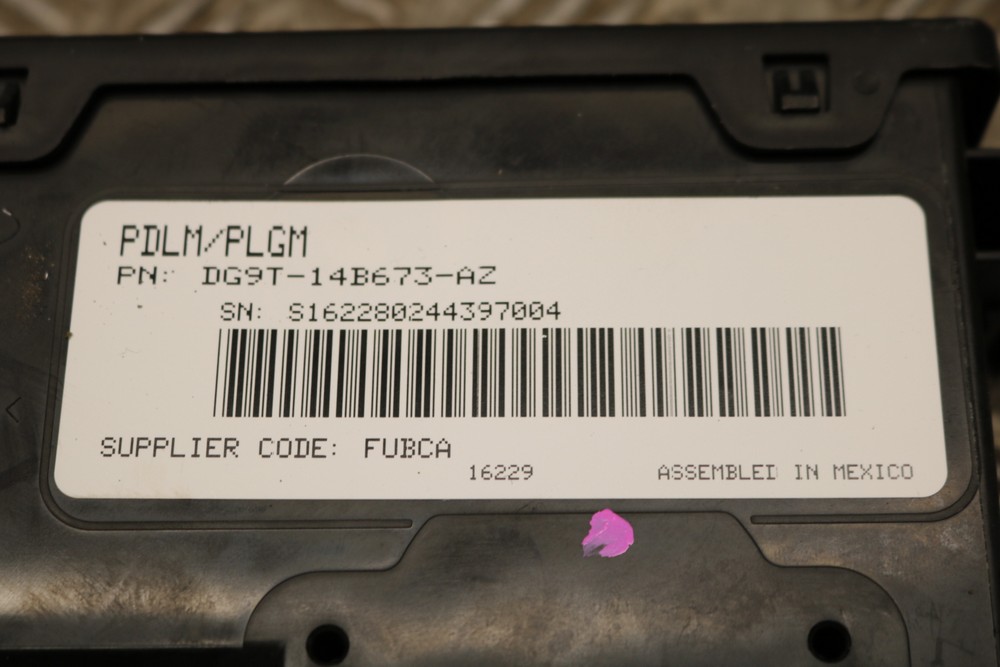 PDLM/PLGM
PN: DG9T-14B673-AZ
SN: S162280244397004
SUPPLIER CODE: FUBCA
16229
ASSEMBLED IN MEXICO